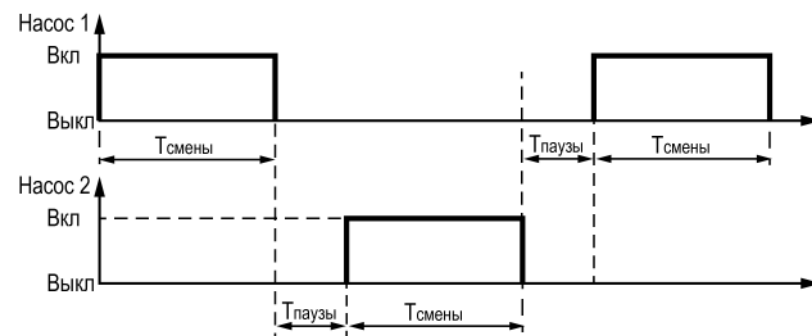 Насос 1
Вкл
Выкл
Тсмены
Тпаузы
Тсмены
Насос 2
Вкл
Выкл
Тпаузы
Тсмены